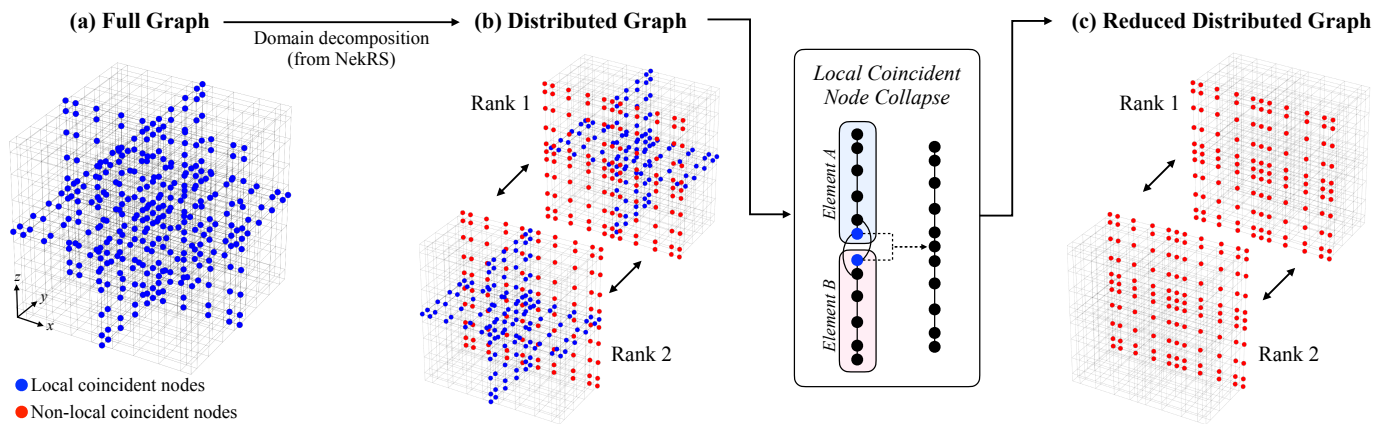 (a) Full Graph
Domain decomposition
(from NekRS)
(b) Distributed Graph
(c) Reduced Distributed Graph
Rank 1
Rank 2
Local Coincident
Node Collapse
Element A
Element B
Rank 1
Rank 2
z
y
x
Local coincident nodes
Non-local coincident nodes